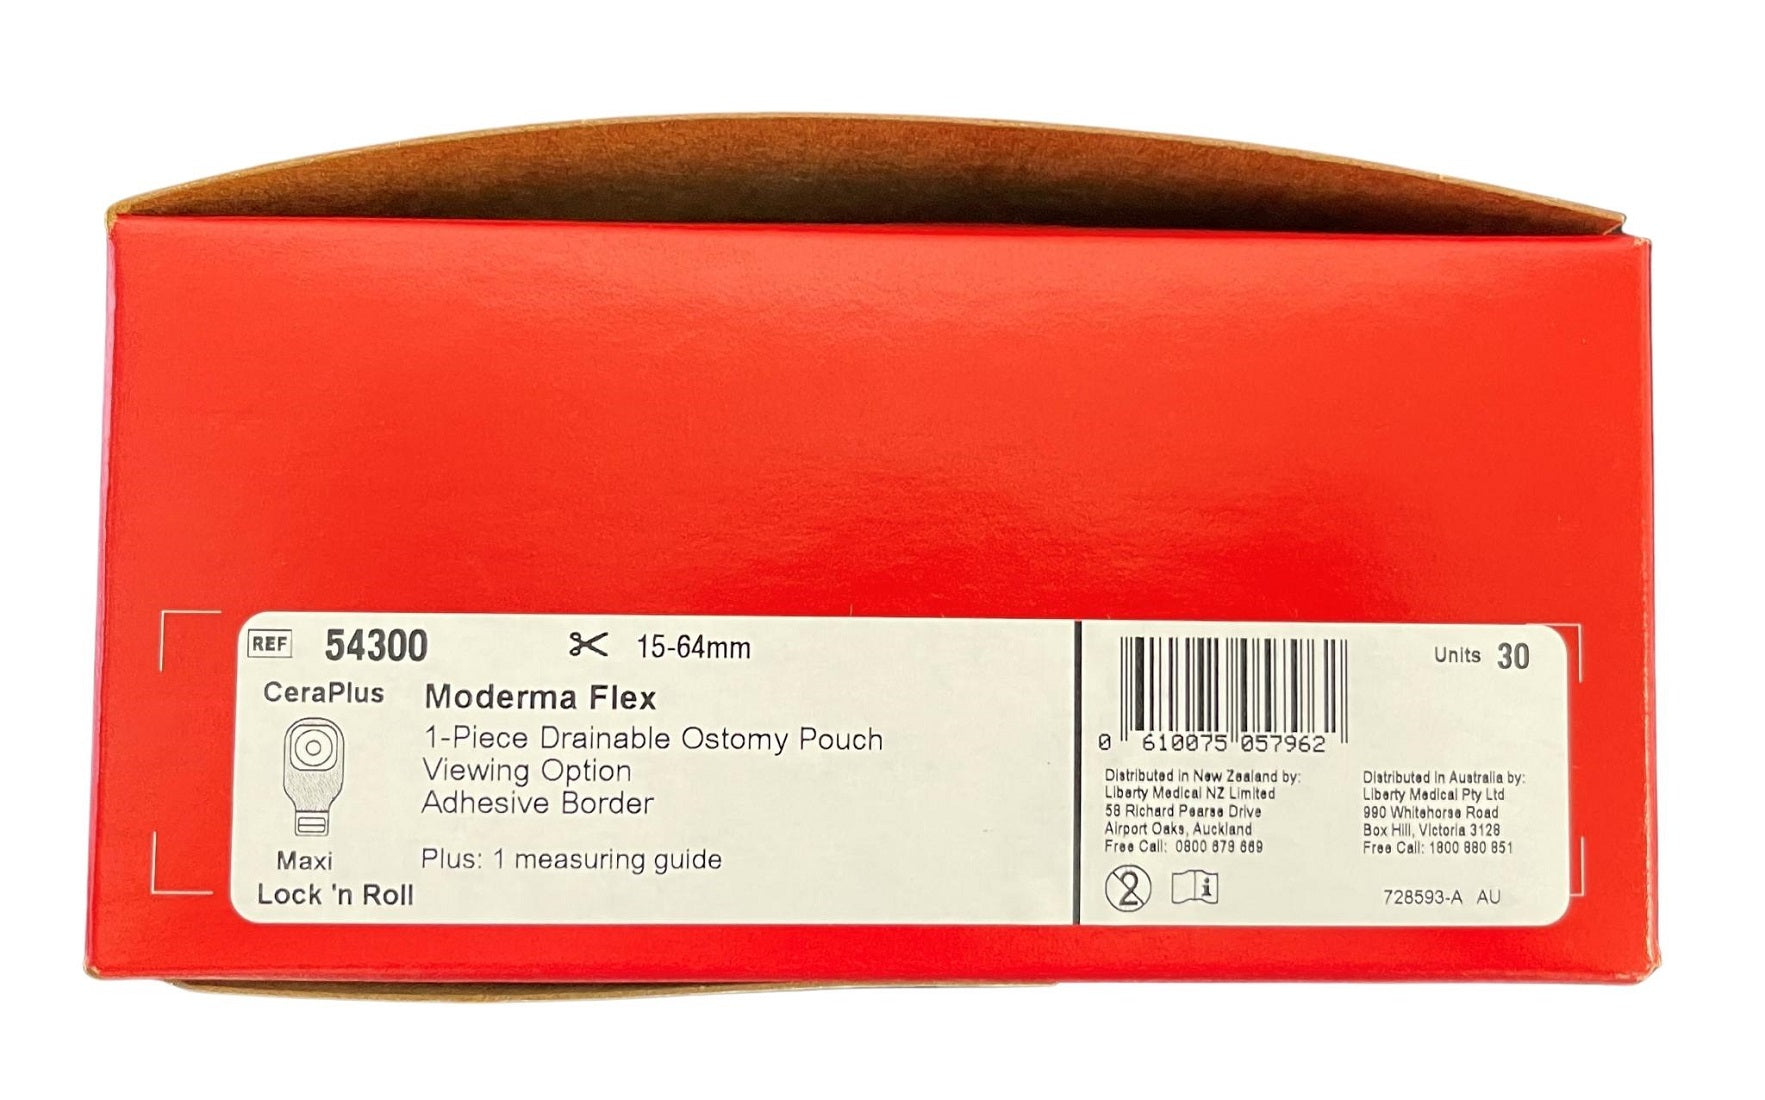 REF 54300 15-64mm
CeraPlus
Moderma Flex
1-Piece Drainable Ostomy Pouch
Viewing Option
Adhesive Border
Plus: 1 measuring guide
Maxi
Lock 'n Roll
Units 30
0 610075 057962
Distributed in New Zealand by:
Liberty Medical NZ Limited
58 Richard Pearse Drive
Airport Oaks, Auckland
Free Call: 0800 678 669
Distributed in Australia by:
Liberty Medical Pty Ltd
990 Whitehorse Road
Box Hill, Victoria 3128
Free Call: 1800 880 851
2
i
728593-A AU